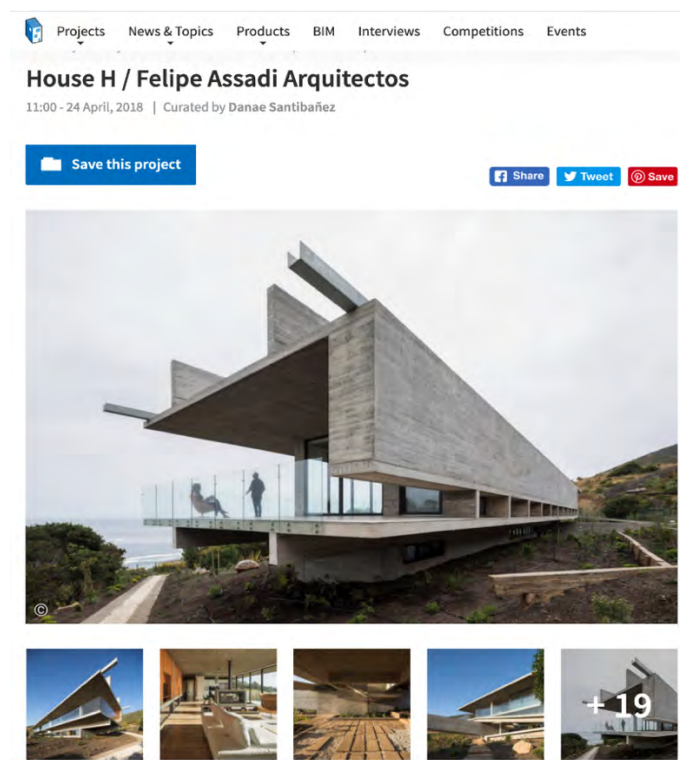 Projects News & Topics Products BIM Interviews Competitions Events
House H / Felipe Assadi Arquitectos
11:00 - 24 April, 2018 | Curated by Danae Santibañez
Save this project
Share Tweet Save
©
+ 19